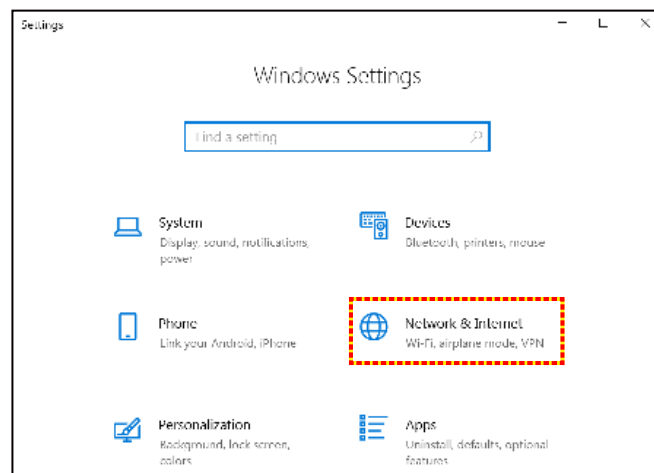 Settings
Windows Settings
Find a setting
System
Display, sound, notifications,
power
Devices
Bluetooth, printers, mouse
Phone
Link your Android, iPhone
Network & Internet
Wi-Fi, airplane mode, VPN
Personalization
Background, lock screen,
colors
Apps
Uninstall, defaults, optional
features